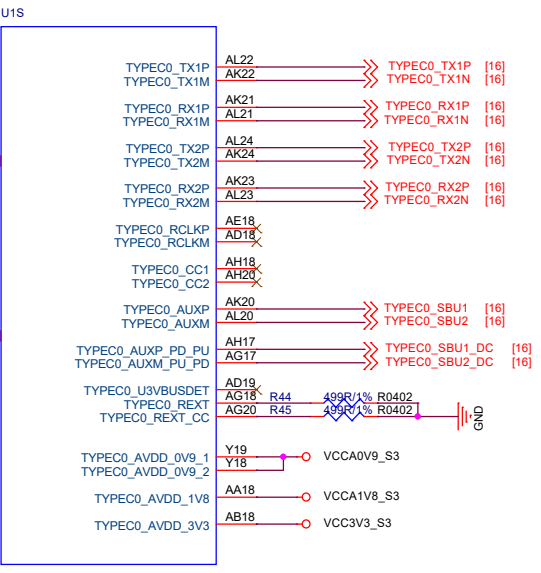 U1S
TYPEC0_TX1P AL22 TYPEC0_TX1P [16]
TYPEC0_TX1M AK22 TYPEC0_TX1N [16]
TYPEC0_RX1P AK21 TYPEC0_RX1P [16]
TYPEC0_RX1M AL21 TYPEC0_RX1N [16]
TYPEC0_TX2P AL24 TYPEC0_TX2P [16]
TYPEC0_TX2M AK24 TYPEC0_TX2N [16]
TYPEC0_RX2P AK23 TYPEC0_RX2P [16]
TYPEC0_RX2M AL23 TYPEC0_RX2N [16]
TYPEC0_RCLKP AE18
TYPEC0_RCLKM AD18
TYPEC0_CC1 AH18
TYPEC0_CC2 AH20
TYPEC0_AUXP AK20 TYPEC0_SBU1 [16]
TYPEC0_AUXM AL20 TYPEC0_SBU2 [16]
TYPEC0_AUXP_PD_PU AH17 TYPEC0_SBU1_DC [16]
TYPEC0_AUXM_PU_PD AG17 TYPEC0_SBU2_DC [16]
TYPEC0_U3VBUSDET AD19
TYPEC0_REXT AG18 R44 499R/1% R0402
TYPEC0_REXT_CC AG20 R45 499R/1% R0402
GND
TYPEC0_AVDD_0V9_1 Y19 VCCA0V9_S3
TYPEC0_AVDD_0V9_2 Y18
TYPEC0_AVDD_1V8 AA18 VCCA1V8_S3
TYPEC0_AVDD_3V3 AB18 VCC3V3_S3